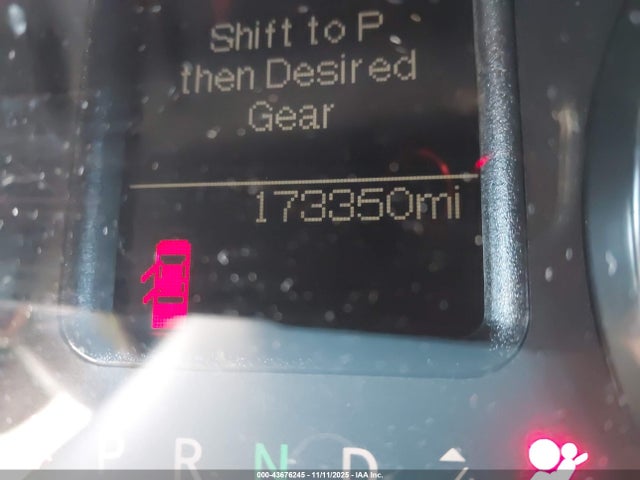 Shift to P
then Desired
Gear
173350mi
P R N D
000-43676245 - 11/11/2025 - © IAA Inc.